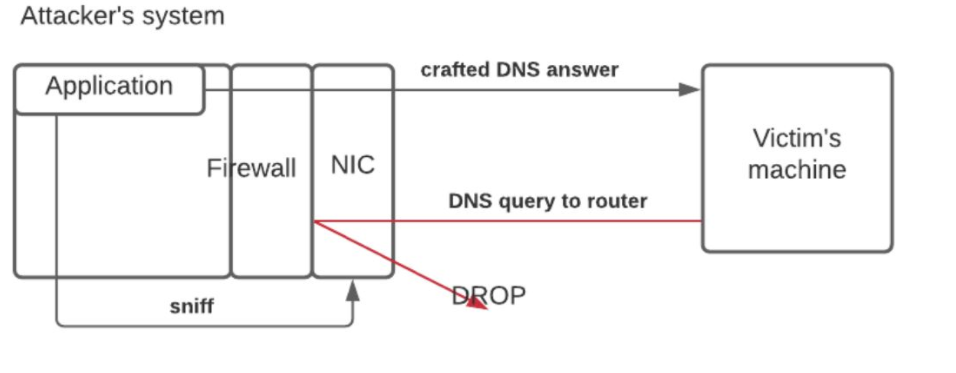 Attacker's system
Application
crafted DNS answer
Firewall
NIC
Victim's
machine
DNS query to router
DROP
sniff